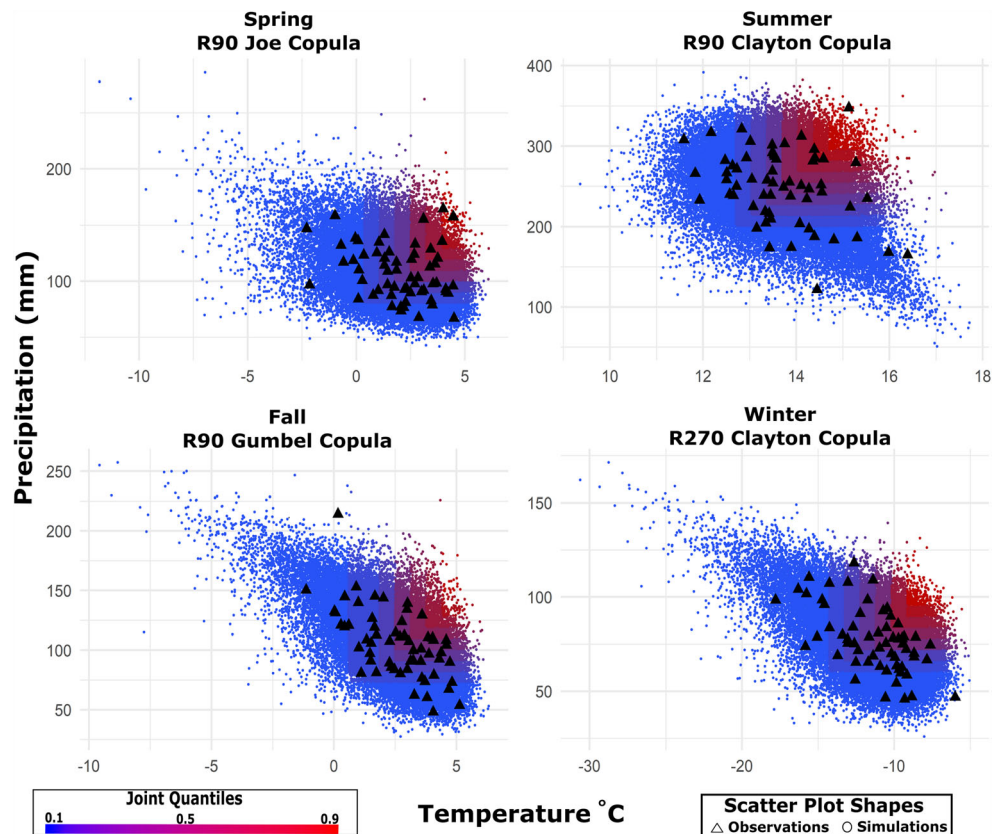 Spring
R90 Joe Copula
Summer
R90 Clayton Copula
Precipitation (mm)
200
100
-10
-5
0
5
400
300
200
100
10
12
14
16
18
Fall
R90 Gumbel Copula
Winter
R270 Clayton Copula
250
200
150
100
50
-10
-5
0
5
150
100
50
-30
-20
-10
Joint Quantiles
0.1 0.5 0.9
Temperature °C
Scatter Plot Shapes
△ Observations ○ Simulations